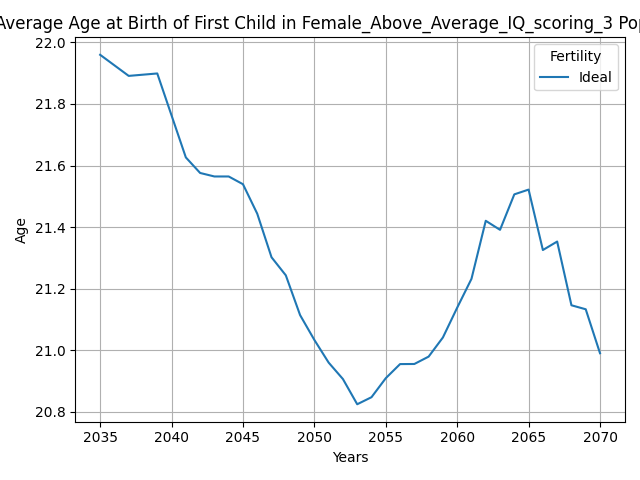 Average Age at Birth of First Child in Female_Above_Average_IQ_scoring_3 Pop
Fertility
Ideal
22.0
21.8
21.6
21.4
21.2
21.0
20.8
Age
2035 2040 2045 2050 2055 2060 2065 2070
Years